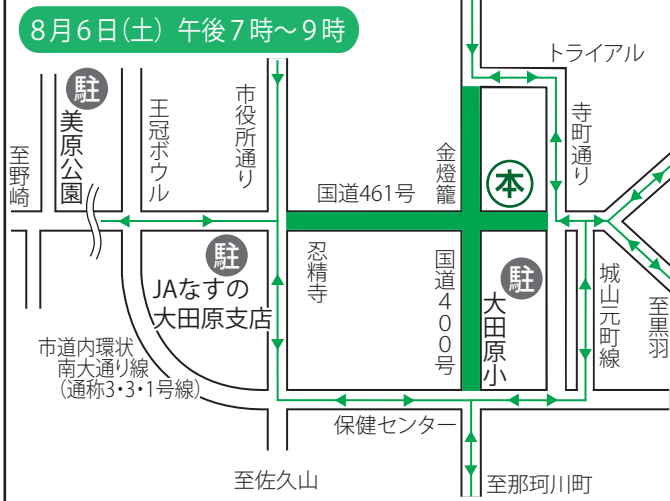 8月6日(土) 午後7時～9時
トライアル
駐
美原公園
王冠ボウル
市役所通り
金燈籠
寺町通り
至野崎
国道461号
本
駐
JAなすの
大田原支店
忍精寺
国道400号
駐
大田原小
城山元町線
至黒羽
市道内環状
南大通り線
(通称3・3・1号線)
保健センター
至佐久山
至那珂川町